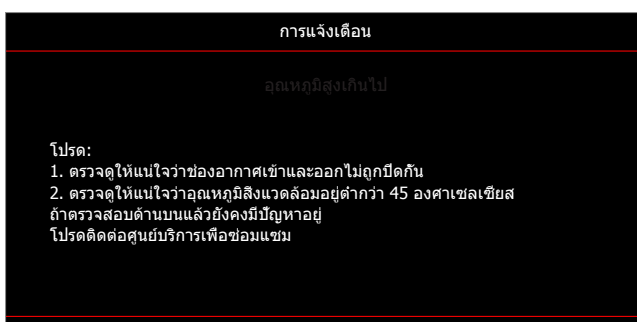 การแจ้งเตือน
อุณหภูมิสูงเกินไป
โปรด:
1. ตรวจดูให้แน่ใจว่าช่องอากาศเข้าและออกไม่ถูกปิดกั้น
2. ตรวจดูให้แน่ใจว่าอุณหภูมิสิ่งแวดล้อมอยู่ต่ำกว่า 45 องศาเซลเซียส
ถ้าตรวจสอบด้านบนแล้วยังคงมีปัญหาอยู่
โปรดติดต่อศูนย์บริการเพื่อซ่อมแซม